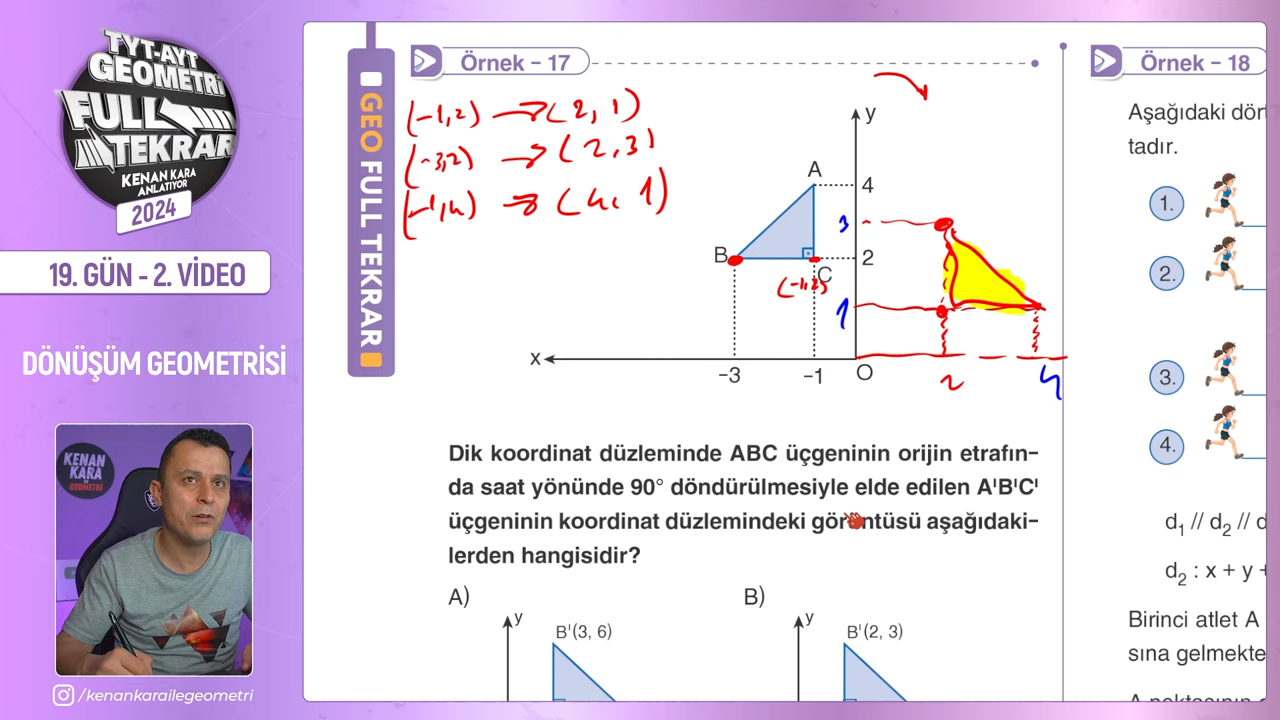 TYT-AYT
GEOMETRİ
FULL
TEKRAR
KENAN KARA
ANLATIYOR
2024
19. GÜN - 2. VİDEO
DÖNÜŞÜM GEOMETRİSİ
KENAN
KARA
GEOMETRİ
/kenankarailegeometri
GEO FULL TEKRAR
Örnek – 17
(-1,2) → (2, 1)
(-3,2) → (2,3)
(-1,4) → (4, 1)
y
A
4
3
B
2
C
(-1,2)
1
x
-3
-1
O
2
4
Dik koordinat düzleminde ABC üçgeninin orijin etrafın-
da saat yönünde 90° döndürülmesiyle elde edilen A'B'C'
üçgeninin koordinat düzlemindeki görüntüsü aşağıdaki-
lerden hangisidir?
A)
y
B'(3, 6)
B)
y
B'(2, 3)
Örnek – 18
Aşağıdaki dört
tadır.
1.
2.
3.
4.
d₁ // d₂ // d
d₂ : x + y +
Birinci atlet A
sına gelmekte